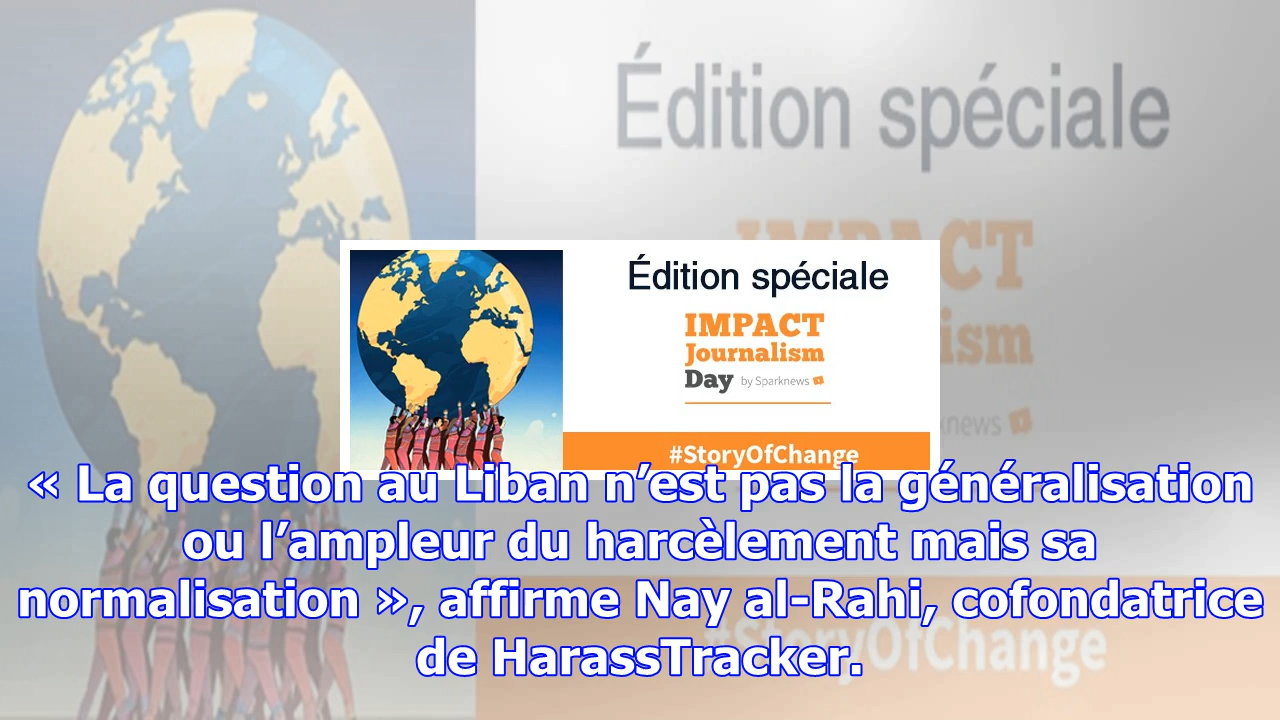 Édition spéciale
IMPACT
Journalism
Day by Sparknews
#StoryOfChange
« La question au Liban n’est pas la généralisation
ou l’ampleur du harcèlement mais sa
normalisation », affirme Nay al-Rahi, cofondatrice
de HarassTracker.
Édition spéciale